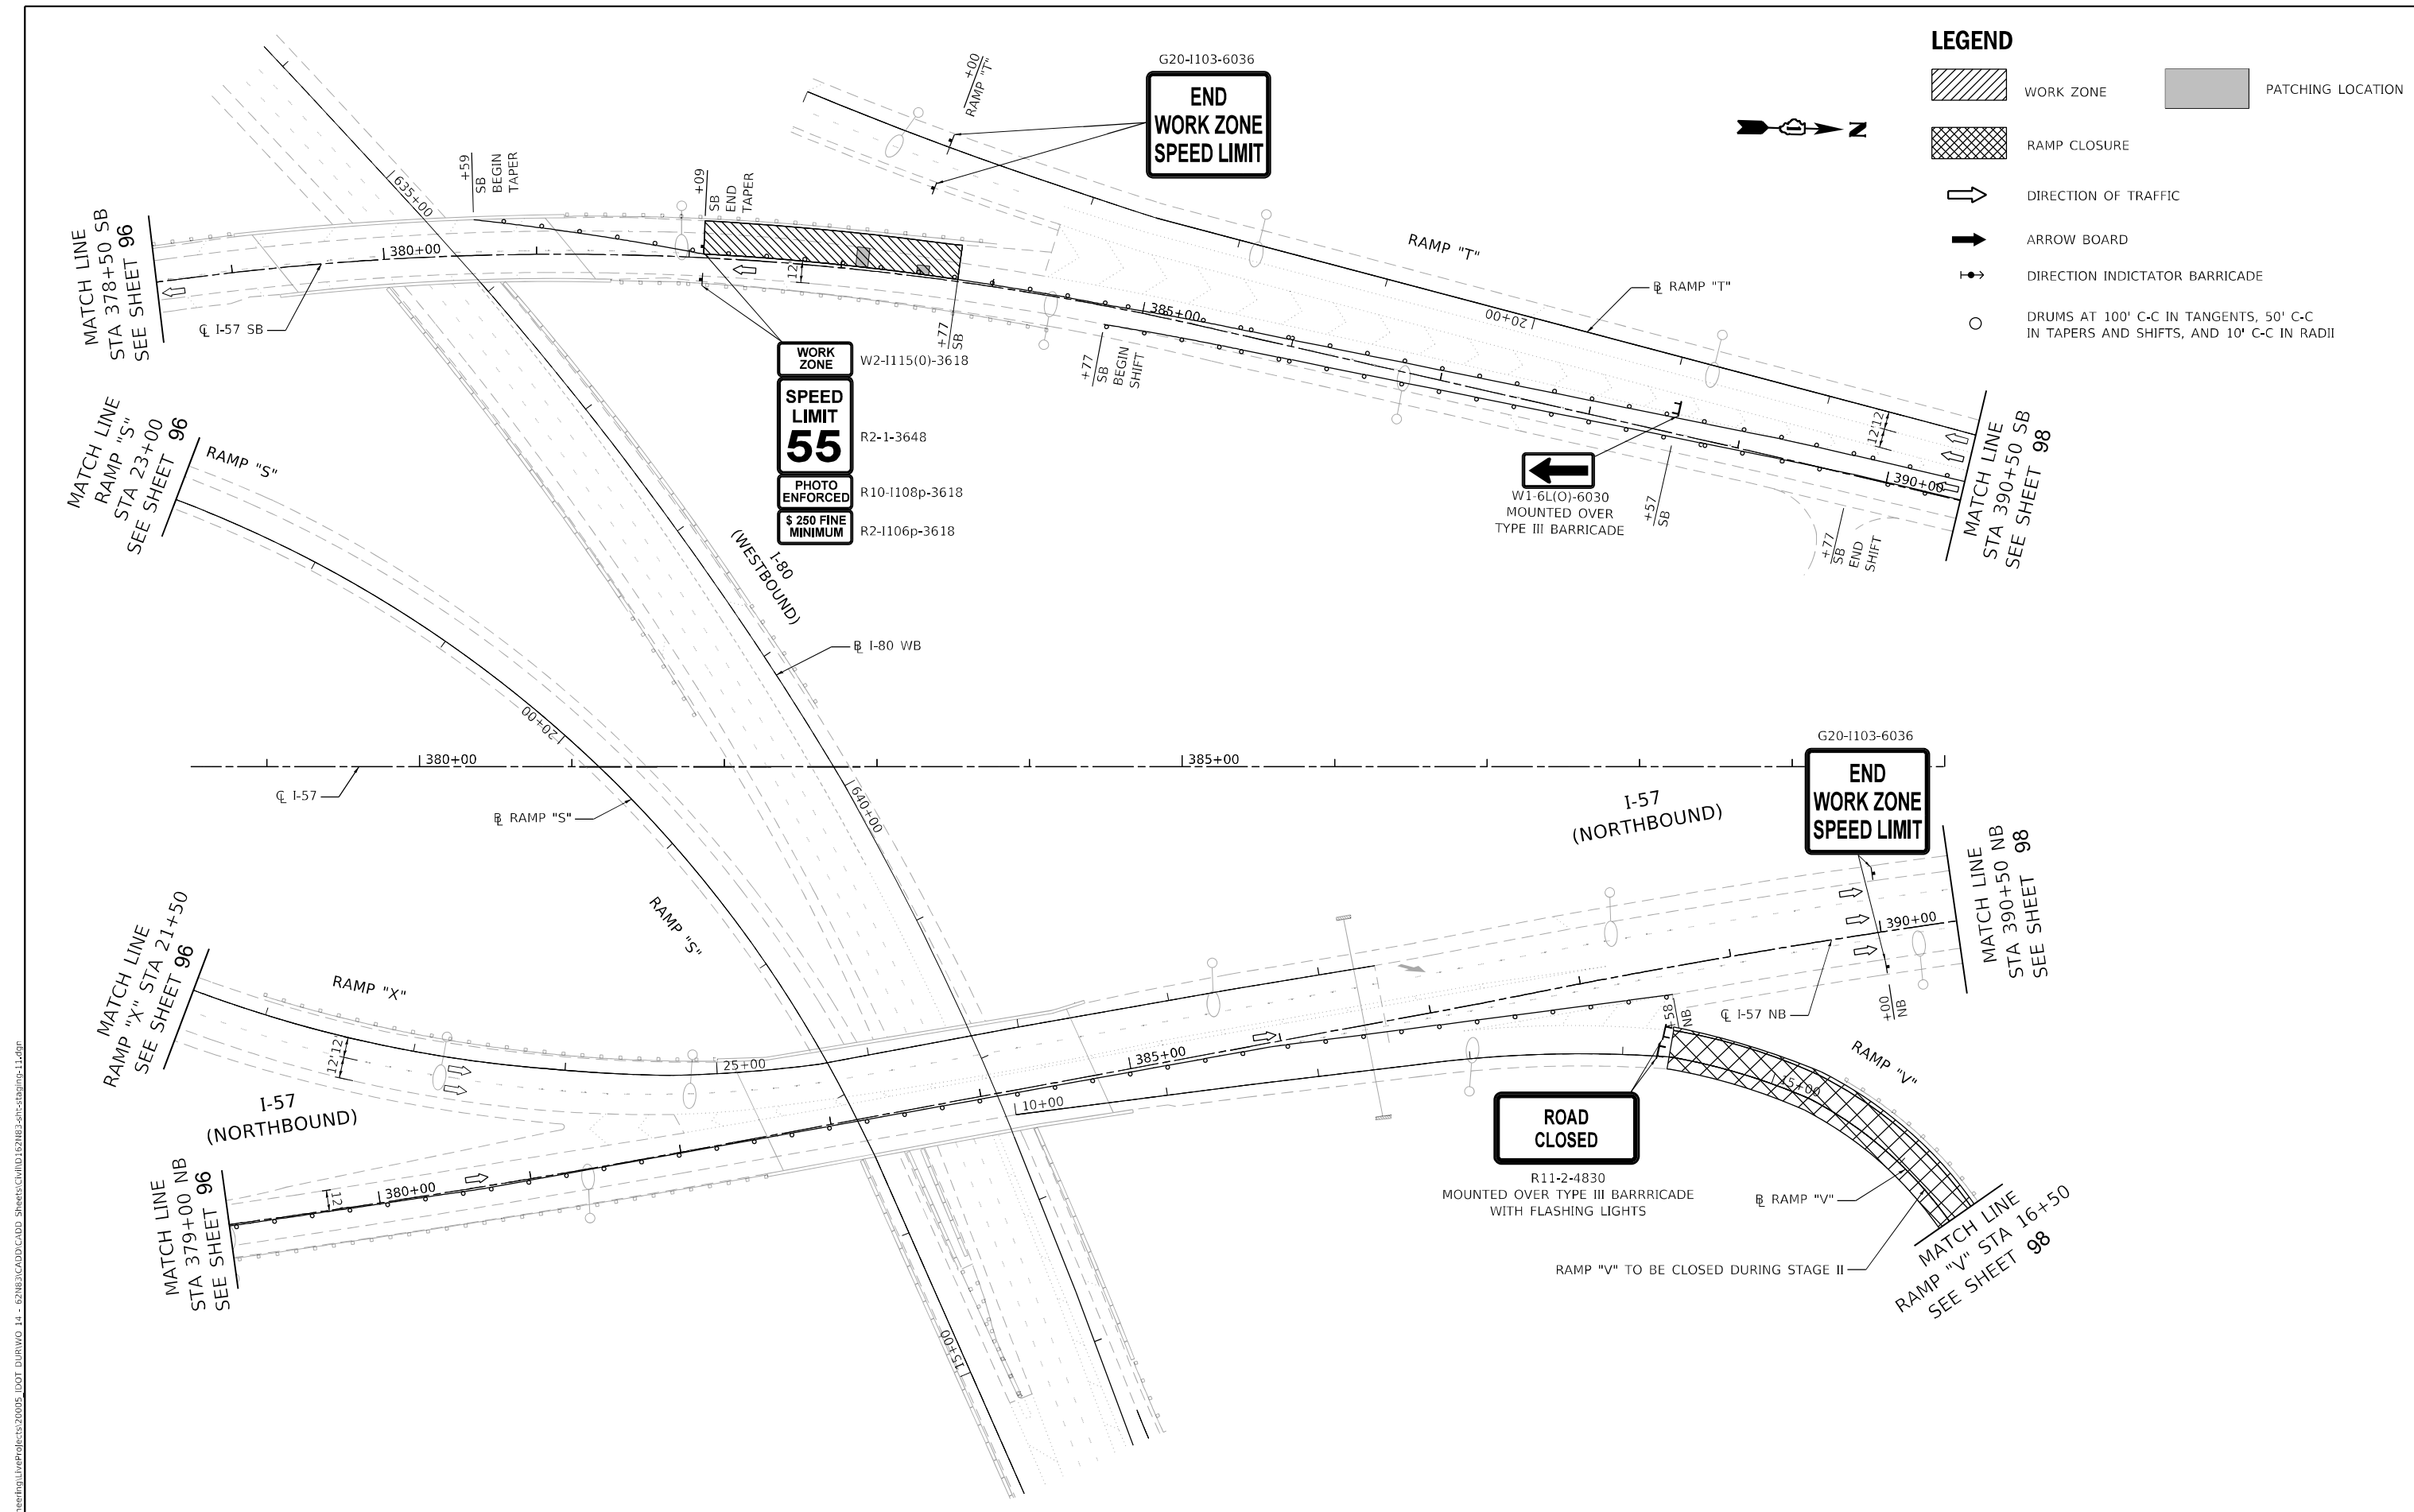 G20-I103-6036
END
WORK ZONE
SPEED LIMIT
+00
RAMP "T"
LEGEND
WORK ZONE
PATCHING LOCATION
RAMP CLOSURE
DIRECTION OF TRAFFIC
ARROW BOARD
DIRECTION INDICTATOR BARRICADE
DRUMS AT 100' C-C IN TANGENTS, 50' C-C
IN TAPERS AND SHIFTS, AND 10' C-C IN RADII
N
MATCH LINE
STA 378+50 SB
SEE SHEET 96
℄ I-57 SB
380+00
635+00
+59
SB
BEGIN
TAPER
+09
SB
END
TAPER
12'
+77
SB
385+00
+77
SB
BEGIN
SHIFT
RAMP "T"
20+00
B̵L RAMP "T"
12'12'
390+00
MATCH LINE
STA 390+50 SB
SEE SHEET 98
WORK
ZONE
W2-I115(0)-3618
SPEED
LIMIT
55
R2-1-3648
PHOTO
ENFORCED
R10-I108p-3618
$ 250 FINE
MINIMUM
R2-I106p-3618
W1-6L(O)-6030
MOUNTED OVER
TYPE III BARRICADE
+57
SB
+77
SB
END
SHIFT
MATCH LINE
RAMP "S"
STA 23+00
SEE SHEET 96
RAMP "S"
I-80
(WESTBOUND)
BL I-80 WB
20+00
380+00
385+00
℄ I-57
BL RAMP "S"
640+00
RAMP "S"
I-57
(NORTHBOUND)
G20-I103-6036
END
WORK ZONE
SPEED LIMIT
MATCH LINE
STA 390+50 NB
SEE SHEET 98
390+00
+00
NB
℄ I-57 NB
MATCH LINE
RAMP "X" STA 21+50
SEE SHEET 96
RAMP "X"
12'12'
25+00
385+00
10+00
I-57
(NORTHBOUND)
MATCH LINE
STA 379+00 NB
SEE SHEET 96
12'
380+00
15+00
+58
NB
RAMP "V"
15+00
ROAD
CLOSED
R11-2-4830
MOUNTED OVER TYPE III BARRRICADE
WITH FLASHING LIGHTS
BL RAMP "V"
RAMP "V" TO BE CLOSED DURING STAGE II
MATCH LINE
RAMP "V" STA 16+50
SEE SHEET 98